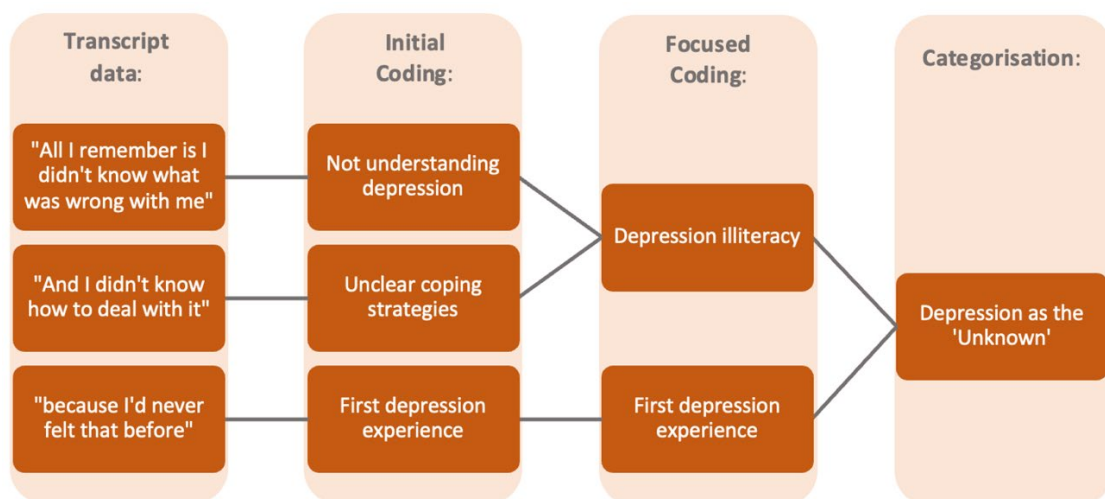 Transcript
data:
"All I remember is I
didn't know what
was wrong with me"
"And I didn't know
how to deal with it"
"because I'd never
felt that before"
Initial
Coding:
Not understanding
depression
Unclear coping
strategies
First depression
experience
Focused
Coding:
Depression illiteracy
First depression
experience
Categorisation:
Depression as the
'Unknown'